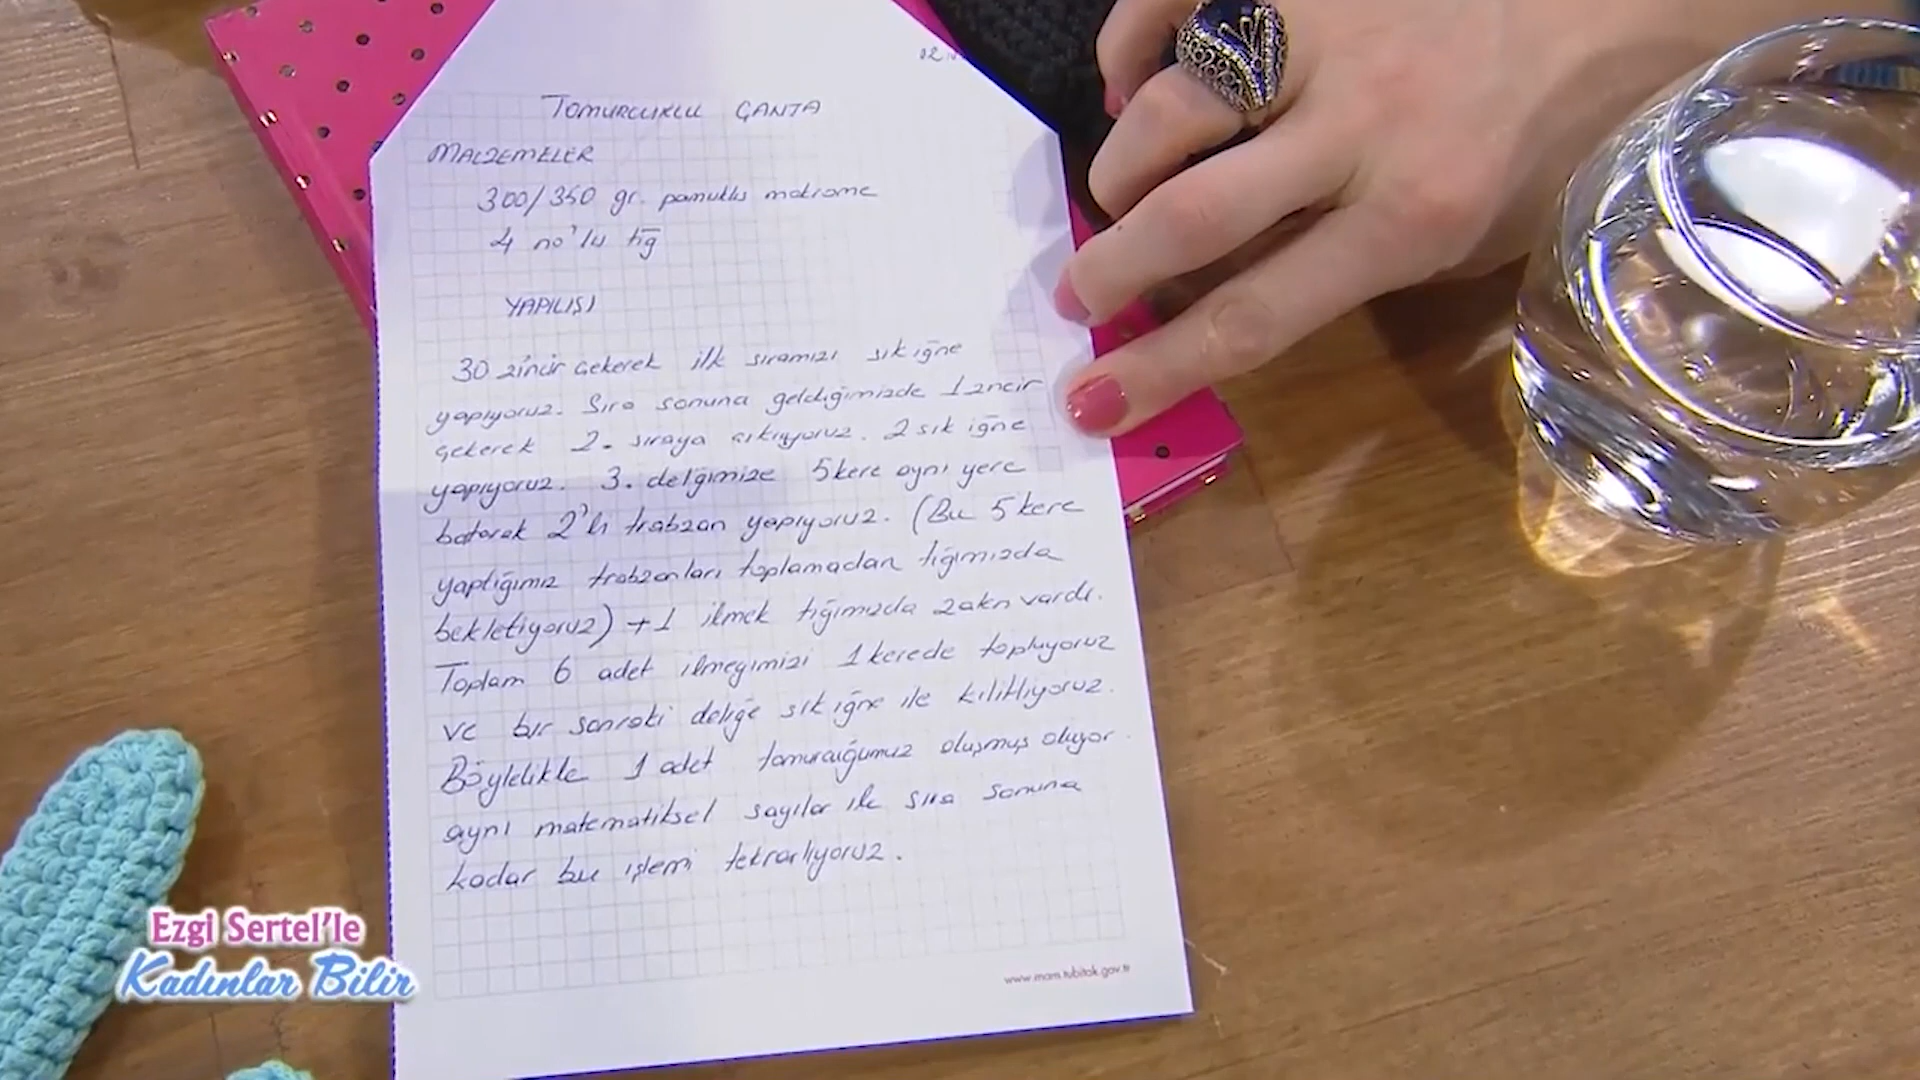 02.
TOMURCUKLU ÇANTA
MALZEMELER
300/350 gr. pamuklu makrome
4 no'lu tığ
YAPILIŞI
30 zincir çekerek ilk sıramızı sık iğne
yapıyoruz. Sıra sonuna geldiğimizde 1 zincir
çekerek 2. sıraya çıkıyoruz. 2 sık iğne
yapıyoruz. 3. deliğimize 5 kere aynı yere
batarak 2'li trabzan yapıyoruz. (Bu 5 kere
yaptığımız trabzanları toplamadan tığımızda
bekletiyoruz) +1 ilmek tığımızda zaten vardı.
Toplam 6 adet ilmeğimizi 1 kerede topluyoruz
ve bir sonraki deliğe sık iğne ile kilitliyoruz.
Böylelikle 1 adet tomurcuğumuz oluşmuş oluyor.
aynı matematiksel sayılar ile sıra sonuna
kadar bu işlemi tekrarlıyoruz.
www.mam.tubitak.gov.tr
Ezgi Sertel'le
Kadınlar Bilir